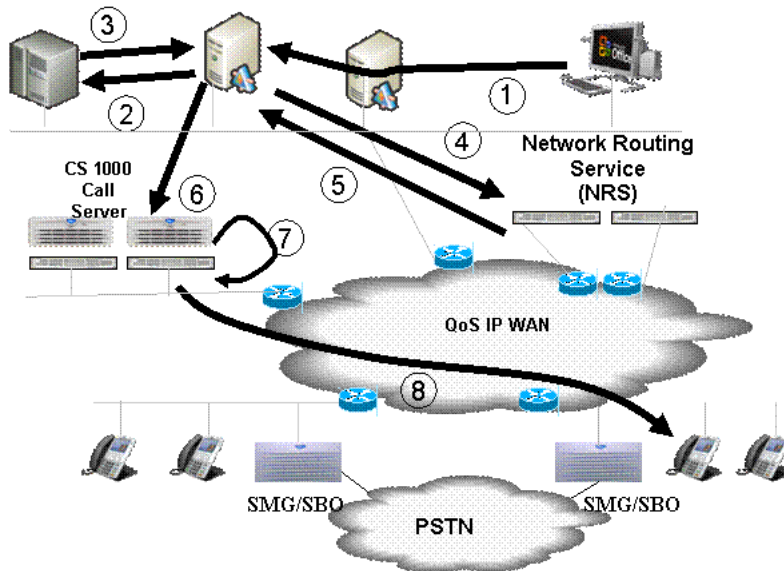 3
2
1
4
5
Network Routing
Service
(NRS)
CS 1000
Call
Server
6
7
QoS IP WAN
8
SMG/SBO
SMG/SBO
PSTN
Office